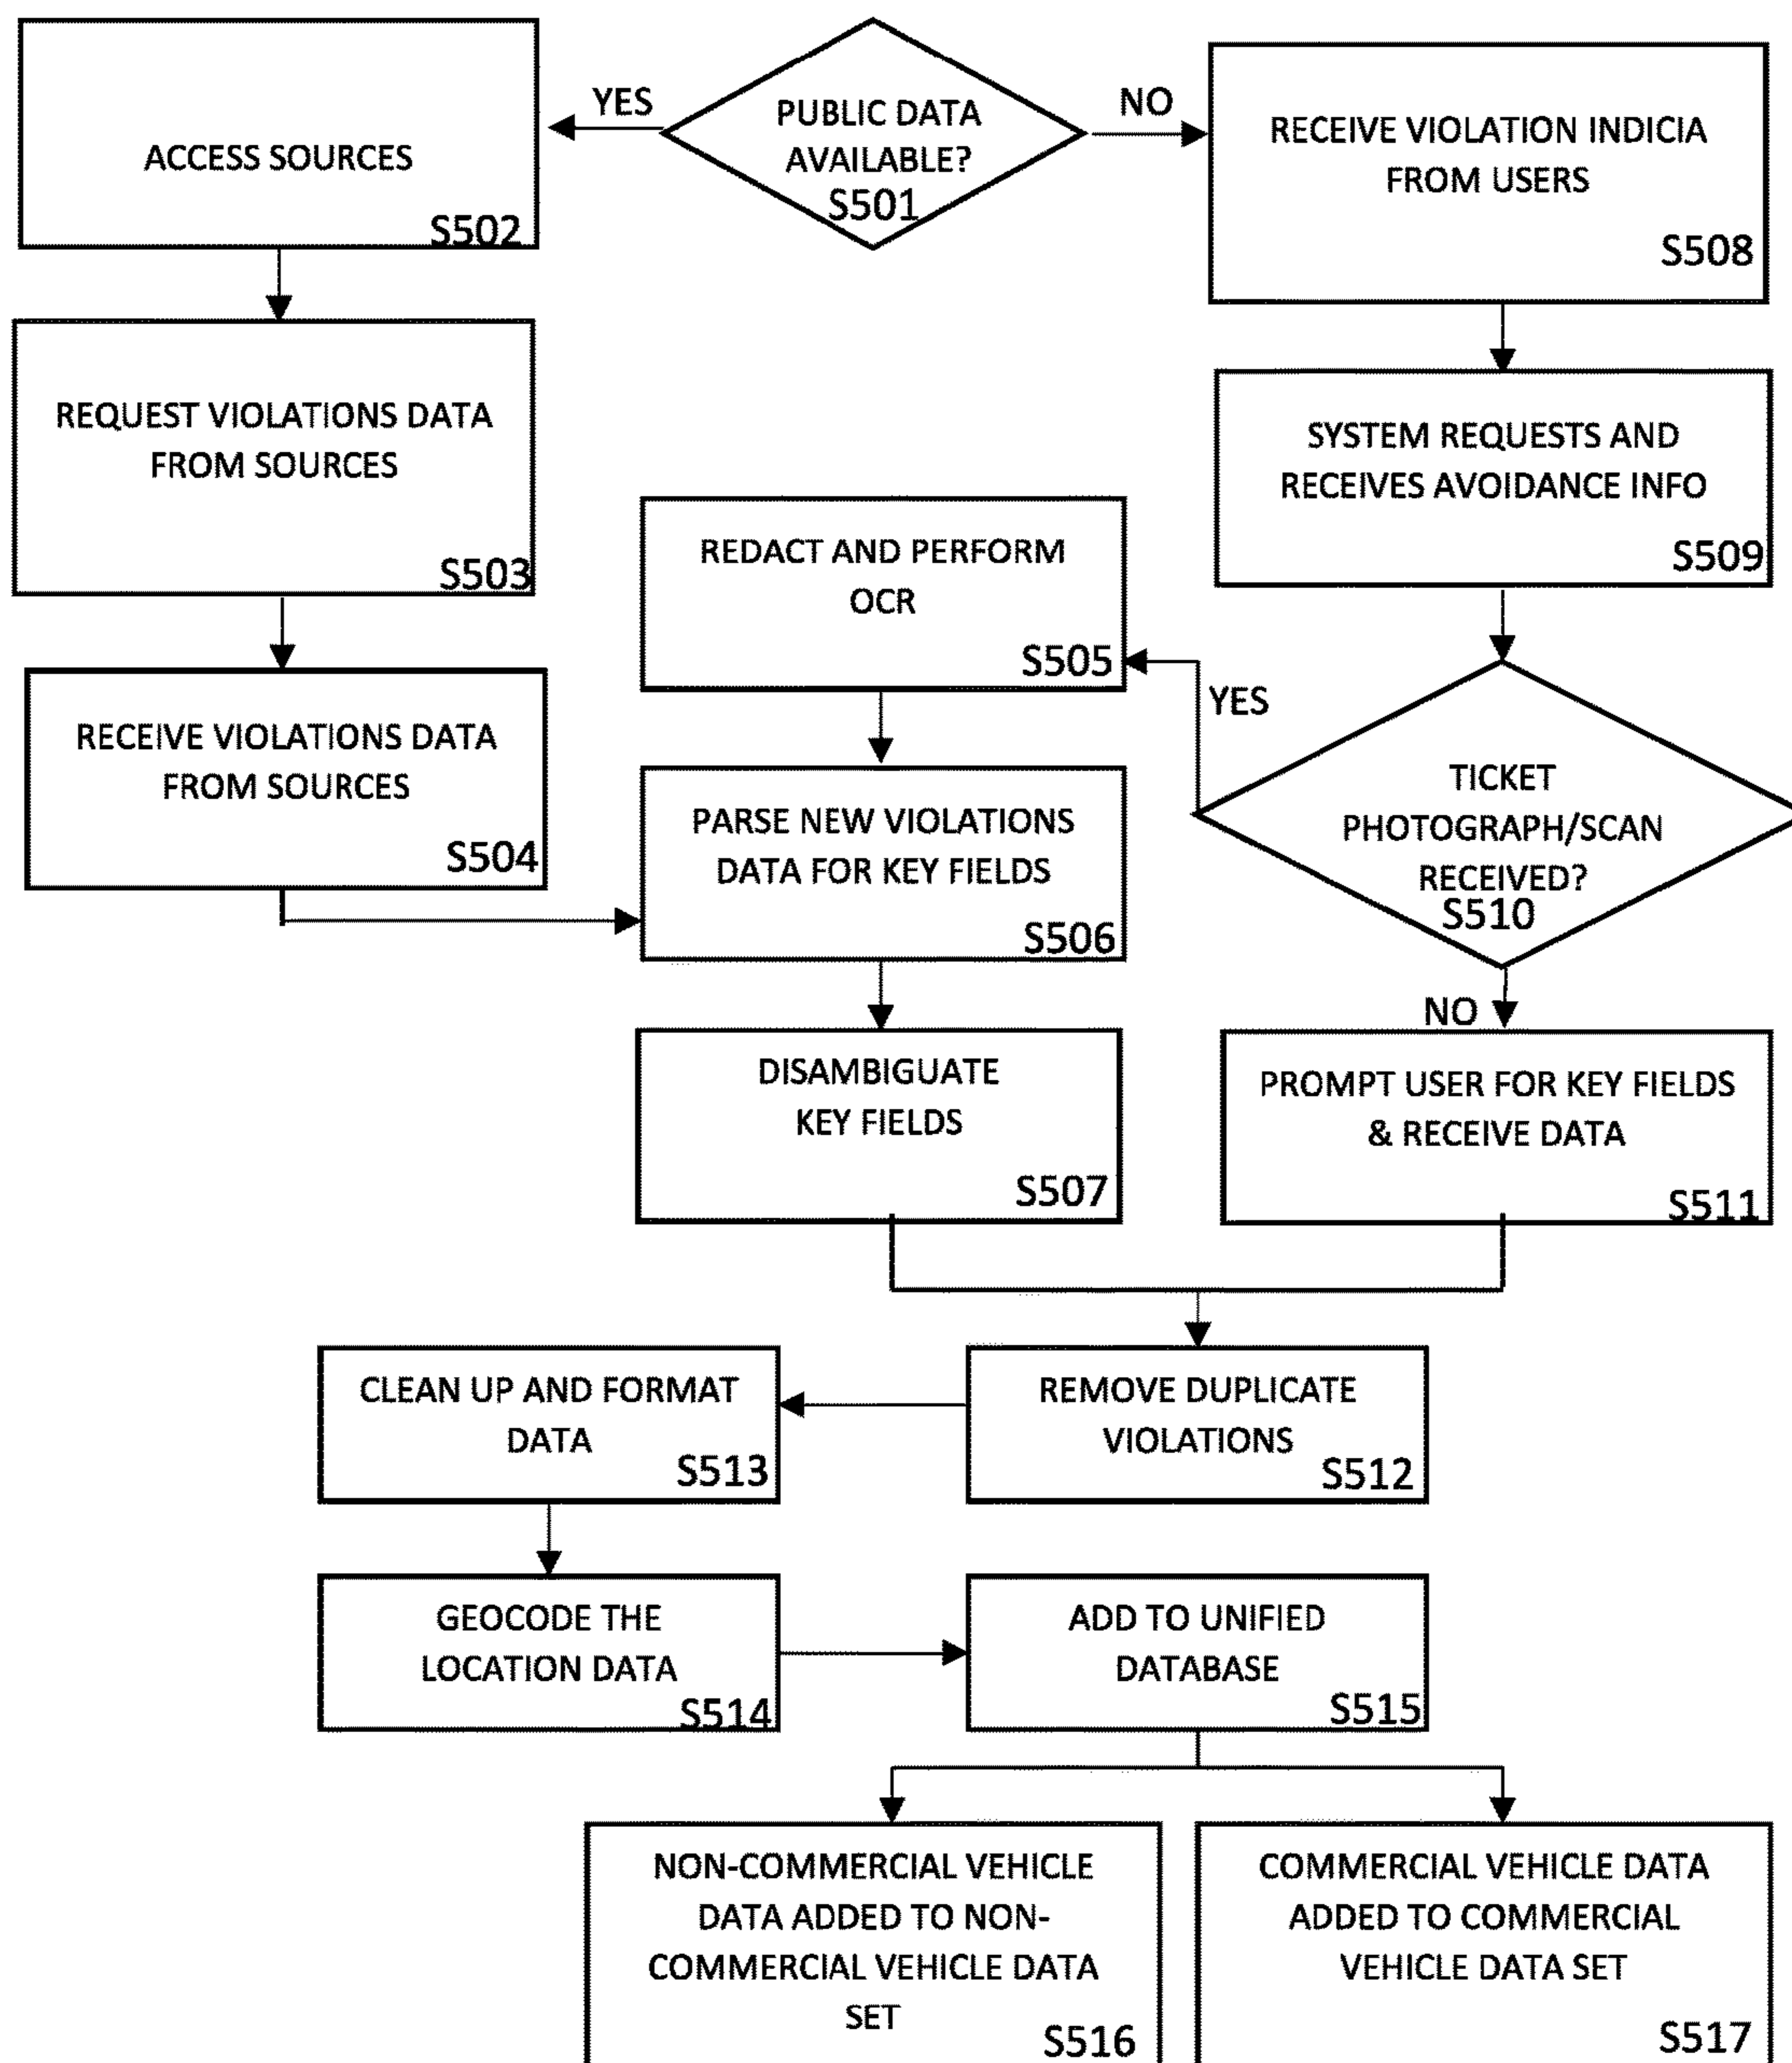 PUBLIC DATA
AVAILABLE?
S501
YES
NO
ACCESS SOURCES
S502
REQUEST VIOLATIONS DATA
FROM SOURCES
S503
RECEIVE VIOLATIONS DATA
FROM SOURCES
S504
RECEIVE VIOLATION INDICIA
FROM USERS
S508
SYSTEM REQUESTS AND
RECEIVES AVOIDANCE INFO
S509
TICKET
PHOTOGRAPH/SCAN
RECEIVED?
S510
YES
NO
REDACT AND PERFORM
OCR
S505
PARSE NEW VIOLATIONS
DATA FOR KEY FIELDS
S506
DISAMBIGUATE
KEY FIELDS
S507
PROMPT USER FOR KEY FIELDS
& RECEIVE DATA
S511
REMOVE DUPLICATE
VIOLATIONS
S512
CLEAN UP AND FORMAT
DATA
S513
GEOCODE THE
LOCATION DATA
S514
ADD TO UNIFIED
DATABASE
S515
NON-COMMERCIAL VEHICLE
DATA ADDED TO NON-
COMMERCIAL VEHICLE DATA
SET
S516
COMMERCIAL VEHICLE DATA
ADDED TO COMMERCIAL
VEHICLE DATA SET
S517